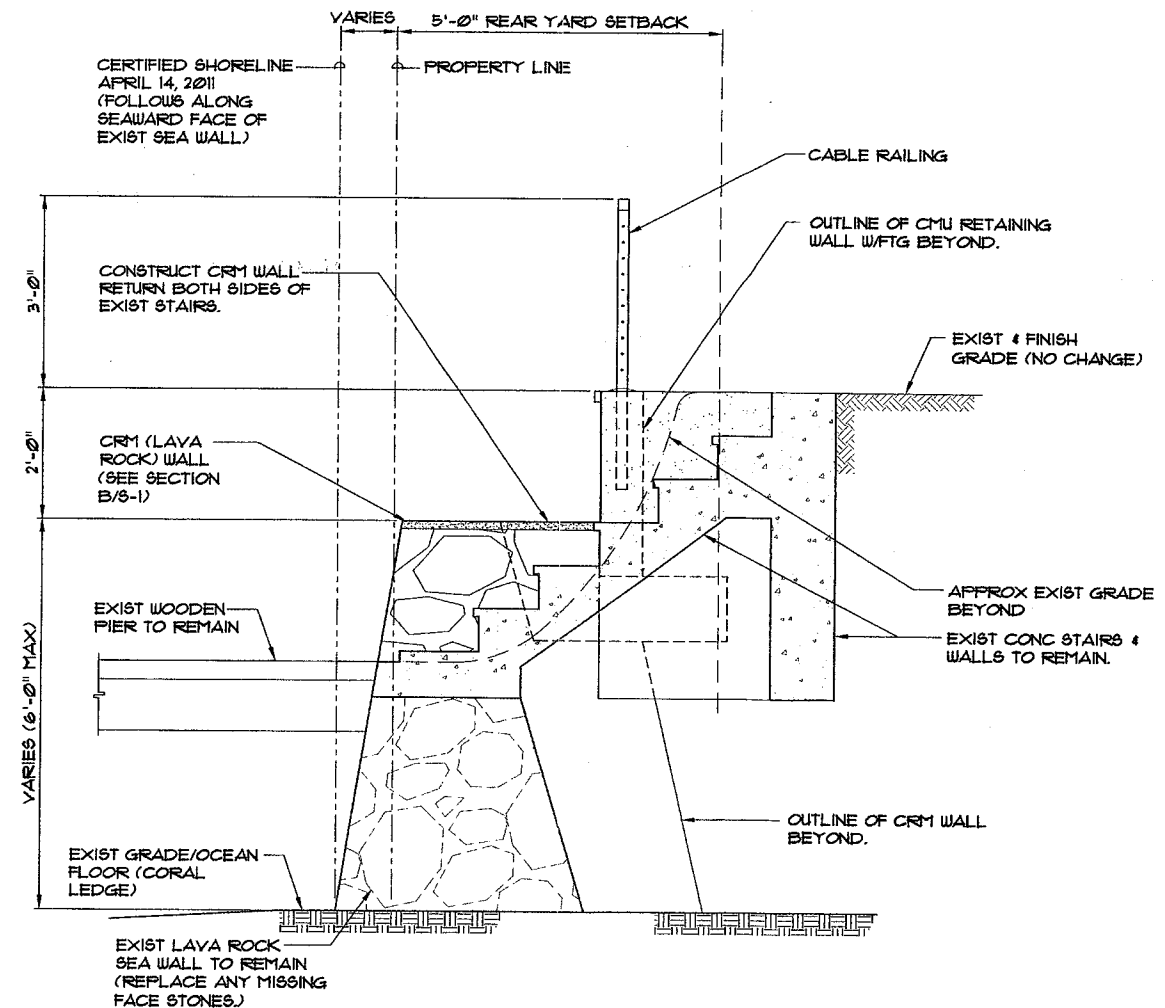 VARIES
5'-0" REAR YARD SETBACK
CERTIFIED SHORELINE
APRIL 14, 2011
(FOLLOWS ALONG
SEAWARD FACE OF
EXIST SEA WALL)
PROPERTY LINE
CABLE RAILING
OUTLINE OF CMU RETAINING
WALL W/FTG BEYOND.
CONSTRUCT CRM WALL
RETURN BOTH SIDES OF
EXIST STAIRS.
3'-0"
EXIST & FINISH
GRADE (NO CHANGE)
CRM (LAVA
ROCK) WALL
(SEE SECTION
B/S-1)
2'-0"
EXIST WOODEN
PIER TO REMAIN
APPROX EXIST GRADE
BEYOND
EXIST CONC STAIRS &
WALLS TO REMAIN.
VARIES (6'-0" MAX)
OUTLINE OF CRM WALL
BEYOND.
EXIST GRADE/OCEAN
FLOOR (CORAL
LEDGE)
EXIST LAVA ROCK
SEA WALL TO REMAIN
(REPLACE ANY MISSING
FACE STONES.)